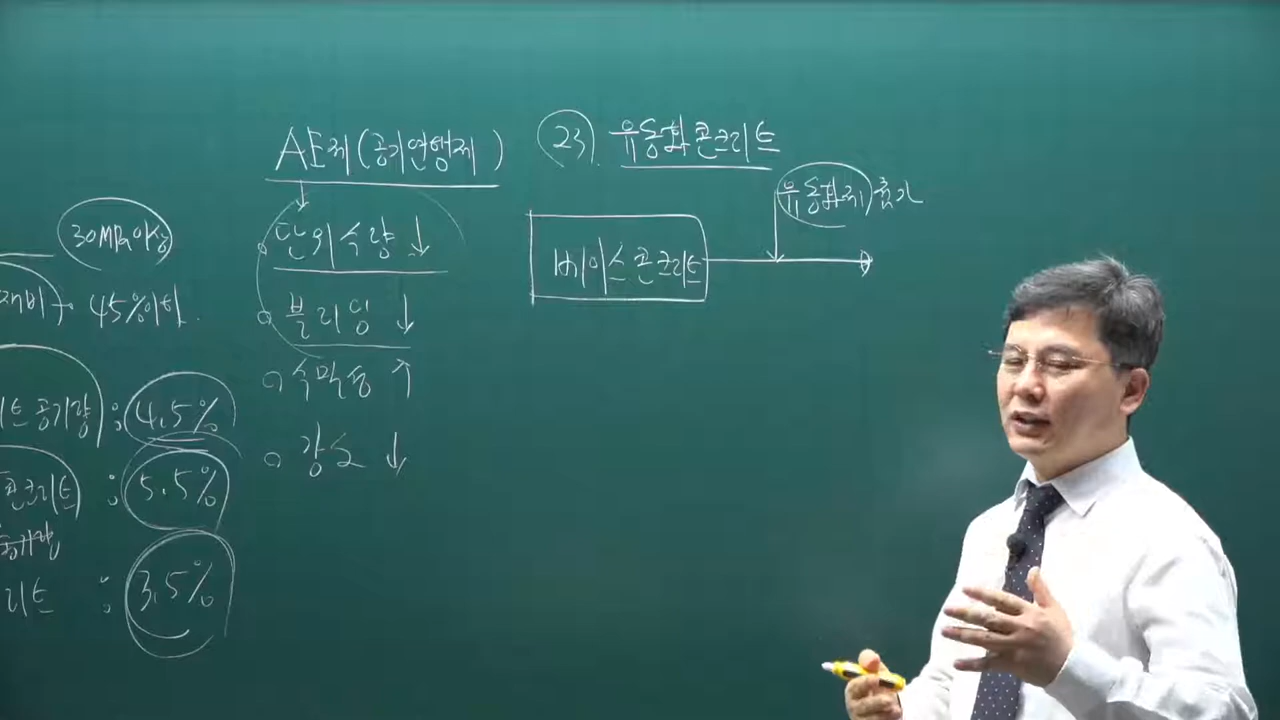 30MPa이상
45%이하.
트 공기량 : 4.5%
콘크리트 : 5.5%
공기량
리트 : 3.5%
AE제(공기연행제)
단위수량 ↓
블리딩 ↓
수밀성 ↑
강도 ↓
23). 유동화콘크리트
유동화제 첨가
베이스콘크리트